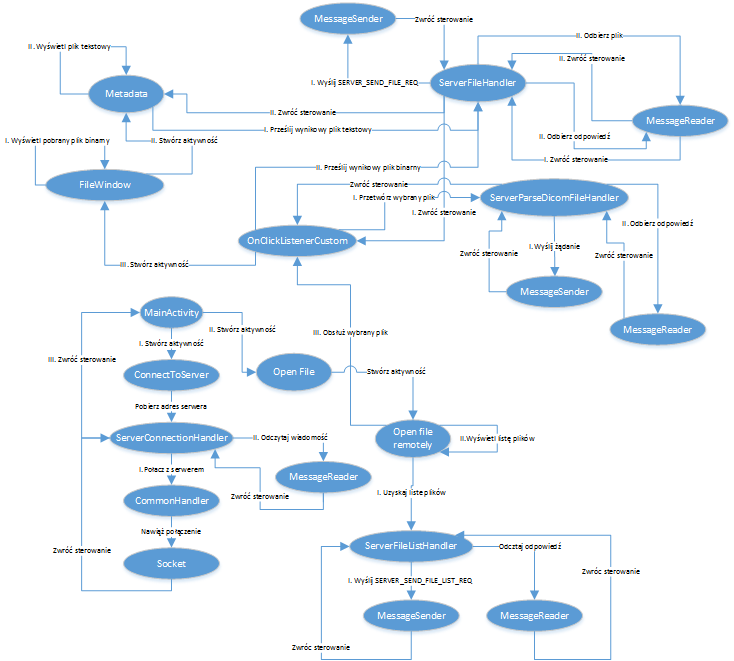 MessageSender
Zwróć sterowanie
II. Odbierz plik
II. Wyświetl plik tekstowy
II. Zwróć sterowanie
I. Wyślij SERVER_SEND_FILE_REQ
ServerFileHandler
Metadata
II. Zwróć sterowanie
MessageReader
I. Prześlij wynikowy plik tekstowy
II. Odbierz odpowiedź
I. Wyświetl pobrany plik binarny
II. Stwórz aktywność
I. Zwróć sterowanie
II. Prześlij wynikowy plik binarny
FileWindow
Zwróć sterowanie
I. Przetwórz wybrany plik
ServerParseDicomFileHandler
I. Zwróć sterowanie
II. Odbierz odpowiedź
OnClickListenerCustom
I. Wyślij żądanie
Zwróć sterowanie
Zwróć sterowanie
III. Stwórz aktywność
MessageSender
MainActivity
MessageReader
II. Stwórz aktywność
III. Obsłuż wybrany plik
I. Stwórz aktywność
III. Zwróć sterowanie
ConnectToServer
Open File
Stwórz aktywność
Pobierz adres serwera
ServerConnectionHandler
II. Odczytaj wiadomość
Open file
remotely
II.Wyświetl listę plików
I. Połącz z serwerem
MessageReader
I. Uzyskaj liste plików
Zwróć sterowanie
CommonHandler
Nawiąż połączenie
Zwróć sterowanie
ServerFileListHandler
Odcztaj odpowiedź
Socket
Zwróc sterowanie
I. Wyślij SERVER_SEND_FILE_LIST_REQ
MessageSender
MessageReader
Zwróć sterowanie